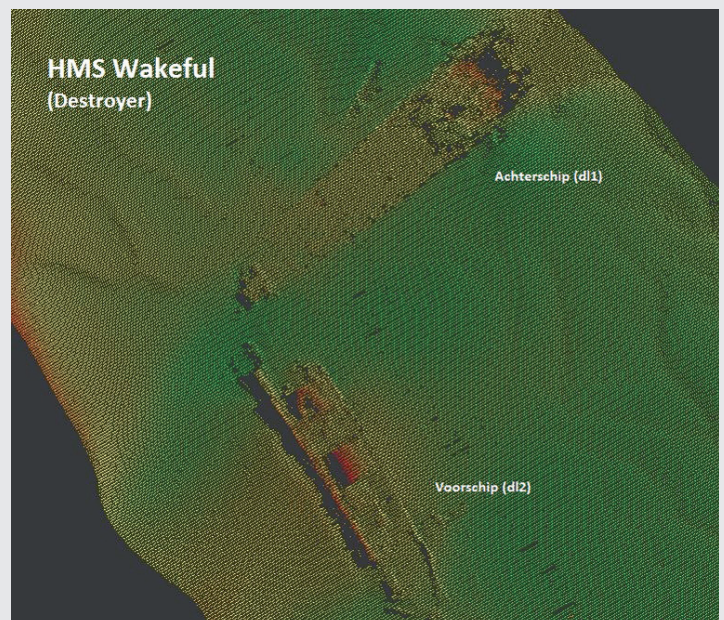 HMS Wakeful
(Destroyer)
Achterschip (dl1)
Voorschip (dl2)